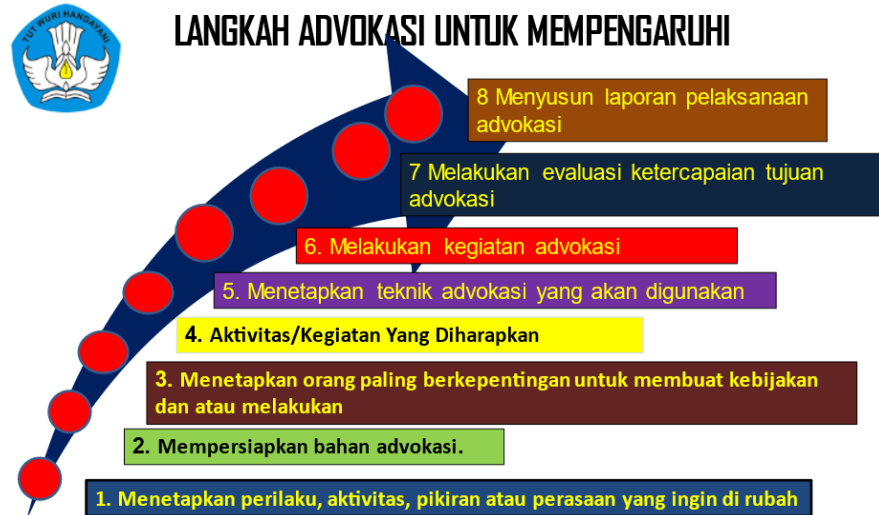 TUT WURI HANDAYANI
LANGKAH ADVOKASI UNTUK MEMPENGARUHI
8 Menyusun laporan pelaksanaan
advokasi
7 Melakukan evaluasi ketercapaian tujuan
advokasi
6. Melakukan kegiatan advokasi
5. Menetapkan teknik advokasi yang akan digunakan
4. Aktivitas/Kegiatan Yang Diharapkan
3. Menetapkan orang paling berkepentingan untuk membuat kebijakan
dan atau melakukan
2. Mempersiapkan bahan advokasi.
1. Menetapkan perilaku, aktivitas, pikiran atau perasaan yang ingin di rubah